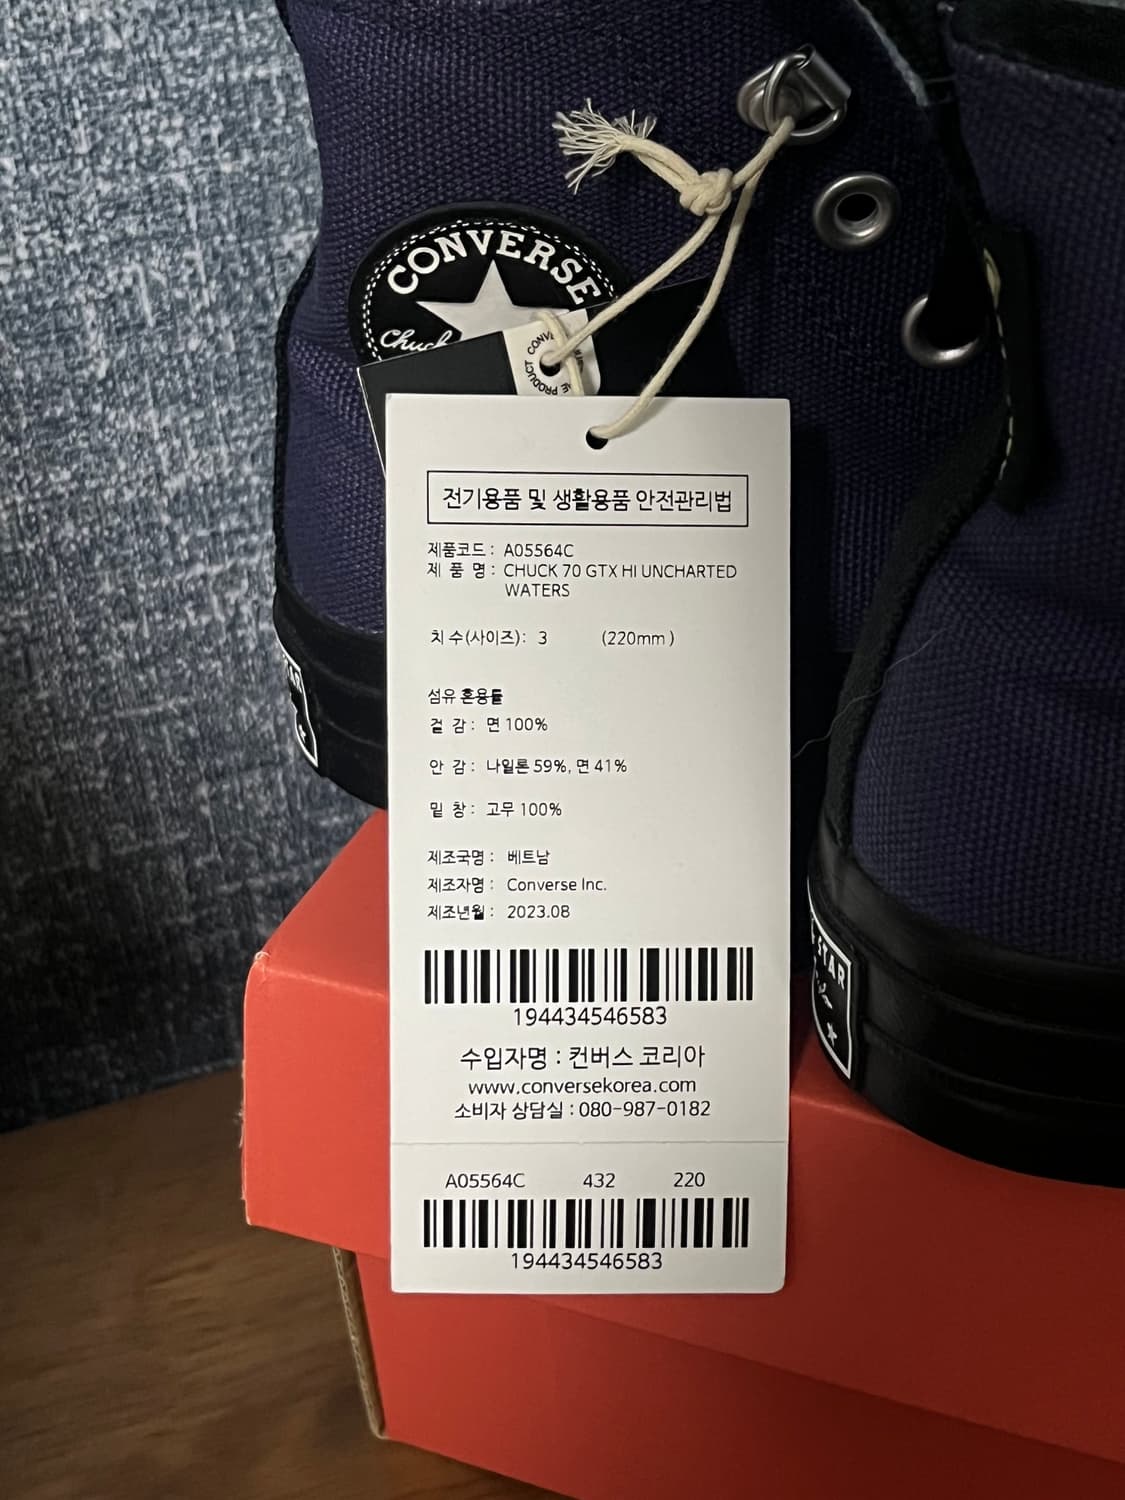 CONVERSE
Chuck
CONVE
PRODUCT
전기용품 및 생활용품 안전관리법
제품코드 : A05564C
제 품 명 : CHUCK 70 GTX HI UNCHARTED
WATERS
치 수(사이즈) : 3 (220mm )
섬유 혼용률
겉 감 : 면 100%
안 감 : 나일론 59%, 면 41%
밑 창 : 고무 100%
제조국명 : 베트남
제조자명 : Converse Inc.
제조년월 : 2023.08
194434546583
수입자명 : 컨버스 코리아
www.conversekorea.com
소비자 상담실 : 080-987-0182
A05564C 432 220
194434546583
STAR